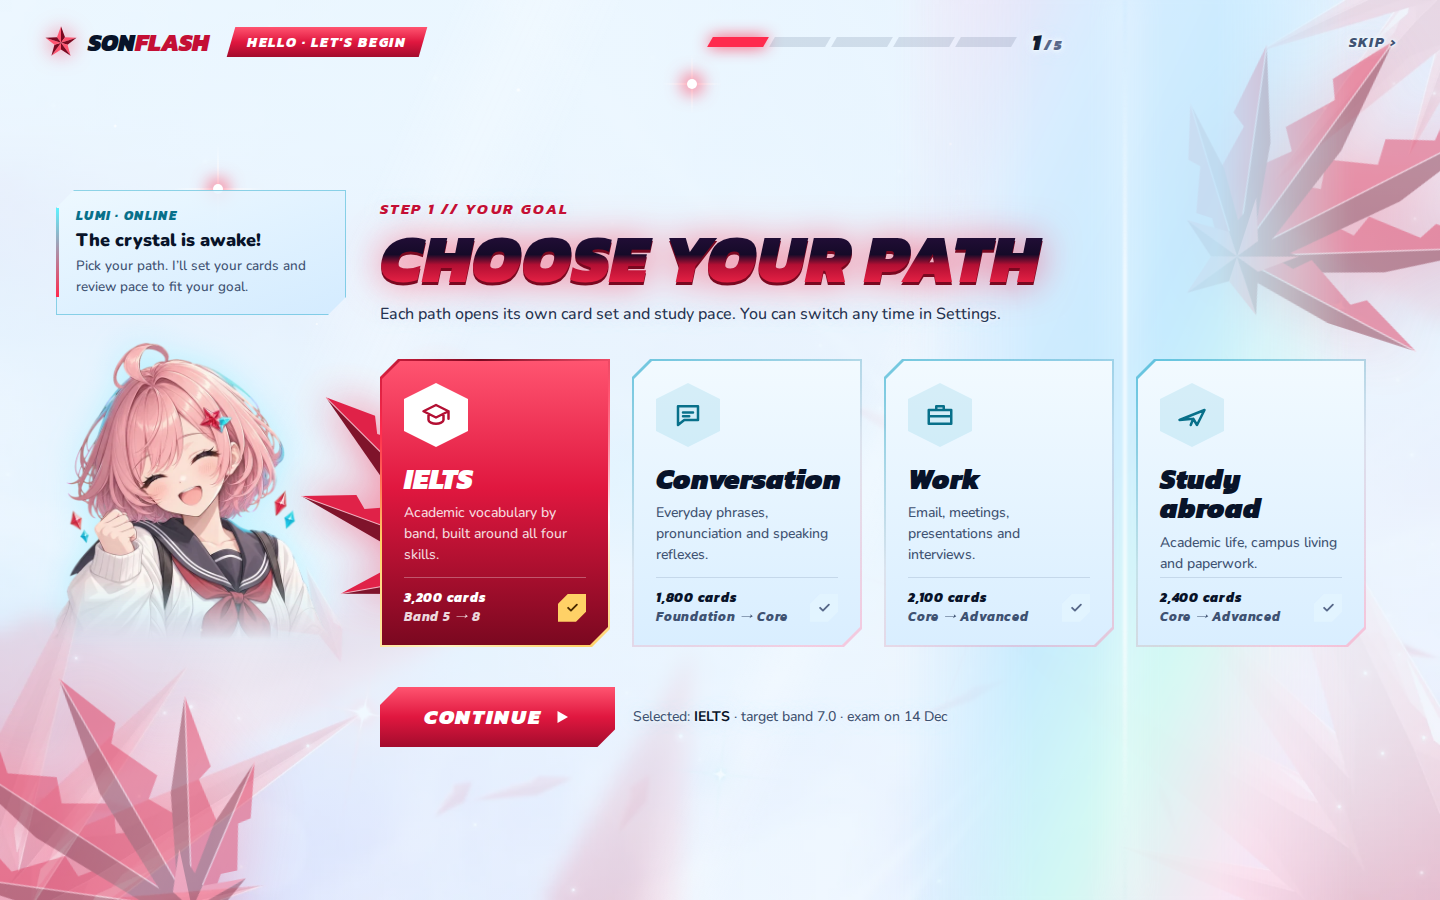 SONFLASH
HELLO · LET'S BEGIN
1 / 5
SKIP ›
LUMI · ONLINE
The crystal is awake!
Pick your path. I'll set your cards and
review pace to fit your goal.
STEP 1 // YOUR GOAL
CHOOSE YOUR PATH
Each path opens its own card set and study pace. You can switch any time in Settings.
IELTS
Academic vocabulary by
band, built around all four
skills.
3,200 cards
Band 5 → 8
Conversation
Everyday phrases,
pronunciation and speaking
reflexes.
1,800 cards
Foundation → Core
Work
Email, meetings,
presentations and
interviews.
2,100 cards
Core → Advanced
Study
abroad
Academic life, campus living
and paperwork.
2,400 cards
Core → Advanced
CONTINUE
Selected: IELTS · target band 7.0 · exam on 14 Dec